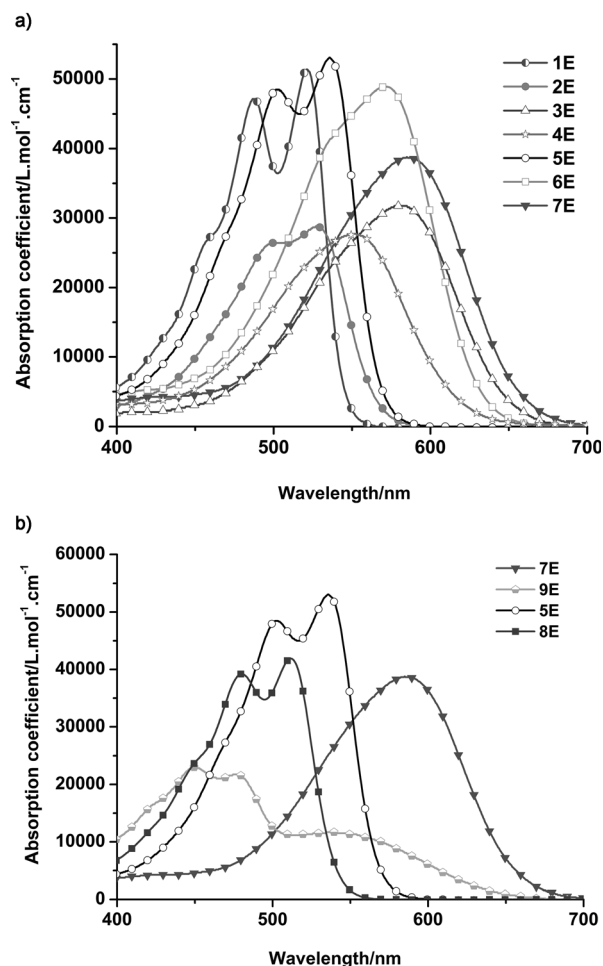 a)
Absorption coefficient/L.mol⁻¹.cm⁻¹
50000
40000
30000
20000
10000
0
400
500
600
700
Wavelength/nm
1E
2E
3E
4E
5E
6E
7E
b)
Absorption coefficient/L.mol⁻¹.cm⁻¹
60000
50000
40000
30000
20000
10000
0
400
500
600
700
Wavelength/nm
7E
9E
5E
8E